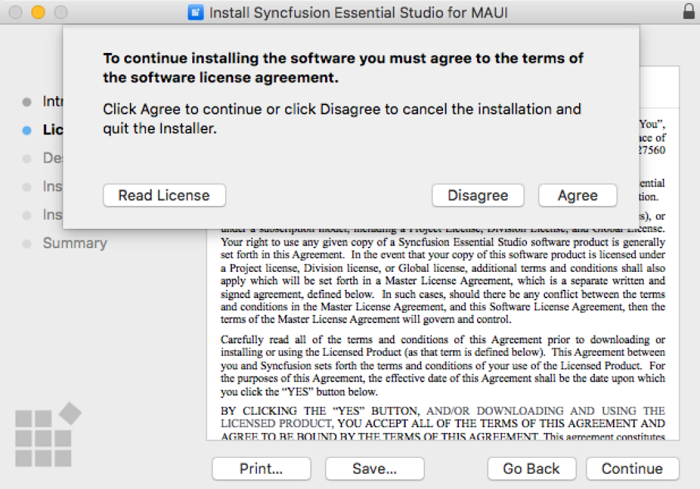 Install Syncfusion Essential Studio for MAUI
To continue installing the software you must agree to the terms of
the software license agreement.
Click Agree to continue or click Disagree to cancel the installation and
quit the Installer.
Read License
Disagree
Agree
Intr
Lic
De
Ins
Ins
Summary
You”,
ce of
27560
ential
tion.
s), or
under a subscription model, including a Project License, Division License, and Global License.
Your right to use any given copy of a Syncfusion Essential Studio software product is generally
set forth in this Agreement. In the event that your copy of this software product is licensed under
a Project license, Division license, or Global license, additional terms and conditions shall also
apply which will be set forth in a Master License Agreement, which is a separate written and
signed agreement, defined below. In such cases, should there be any conflict between the terms
and conditions in the Master License Agreement, and this Software License Agreement, then the
terms of the Master License Agreement will govern and control.
Carefully read all of the terms and conditions of this Agreement prior to downloading or
installing or using the Licensed Product (as that term is defined below). This Agreement between
you and Syncfusion sets forth the terms and conditions of your use of the Licensed Product. For
the purposes of this Agreement, the effective date of this Agreement shall be the date upon which
you click the “YES” button below.
BY CLICKING THE “YES” BUTTON, AND/OR DOWNLOADING AND USING THE
LICENSED PRODUCT, YOU ACCEPT ALL OF THE TERMS OF THIS AGREEMENT AND
AGREE TO BE BOUND BY THE TERMS OF THIS AGREEMENT. This agreement constitutes
Print...
Save...
Go Back
Continue